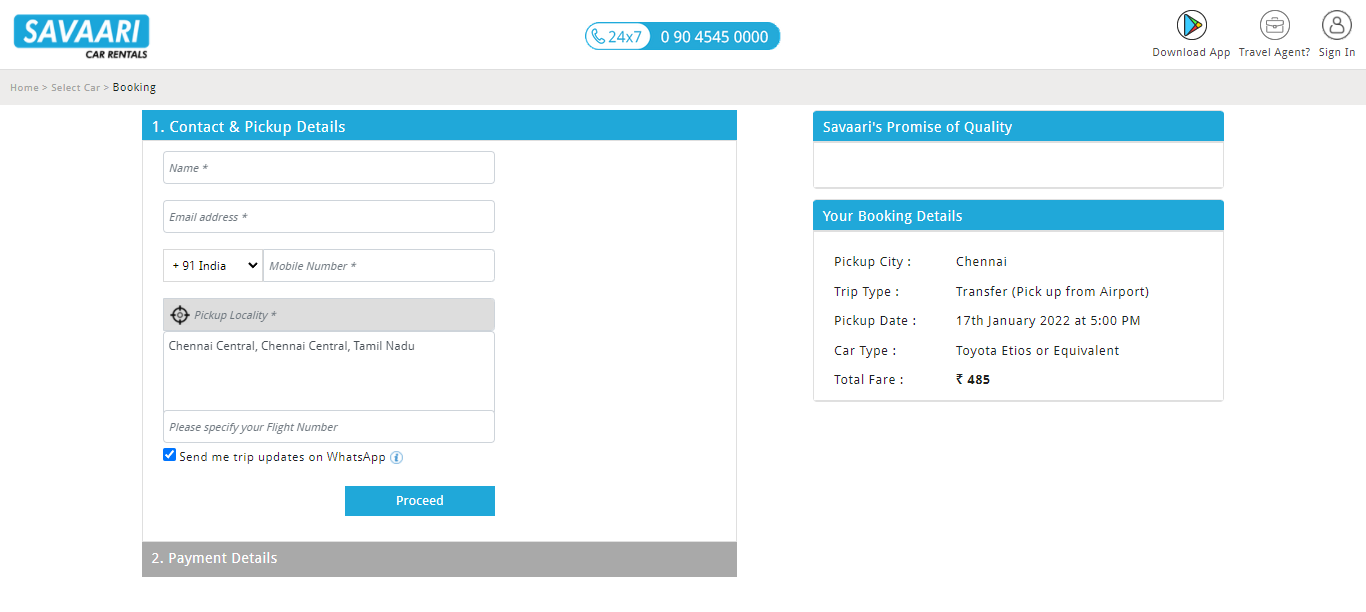 SAVAARI
CAR RENTALS
24x7 0 90 4545 0000
Download App Travel Agent? Sign In
Home > Select Car > Booking
1. Contact & Pickup Details
Name *
Email address *
+ 91 India Mobile Number *
Pickup Locality *
Chennai Central, Chennai Central, Tamil Nadu
Please specify your Flight Number
Send me trip updates on WhatsApp i
Proceed
2. Payment Details
Savaari's Promise of Quality
Your Booking Details
Pickup City : Chennai
Trip Type : Transfer (Pick up from Airport)
Pickup Date : 17th January 2022 at 5:00 PM
Car Type : Toyota Etios or Equivalent
Total Fare : ₹ 485